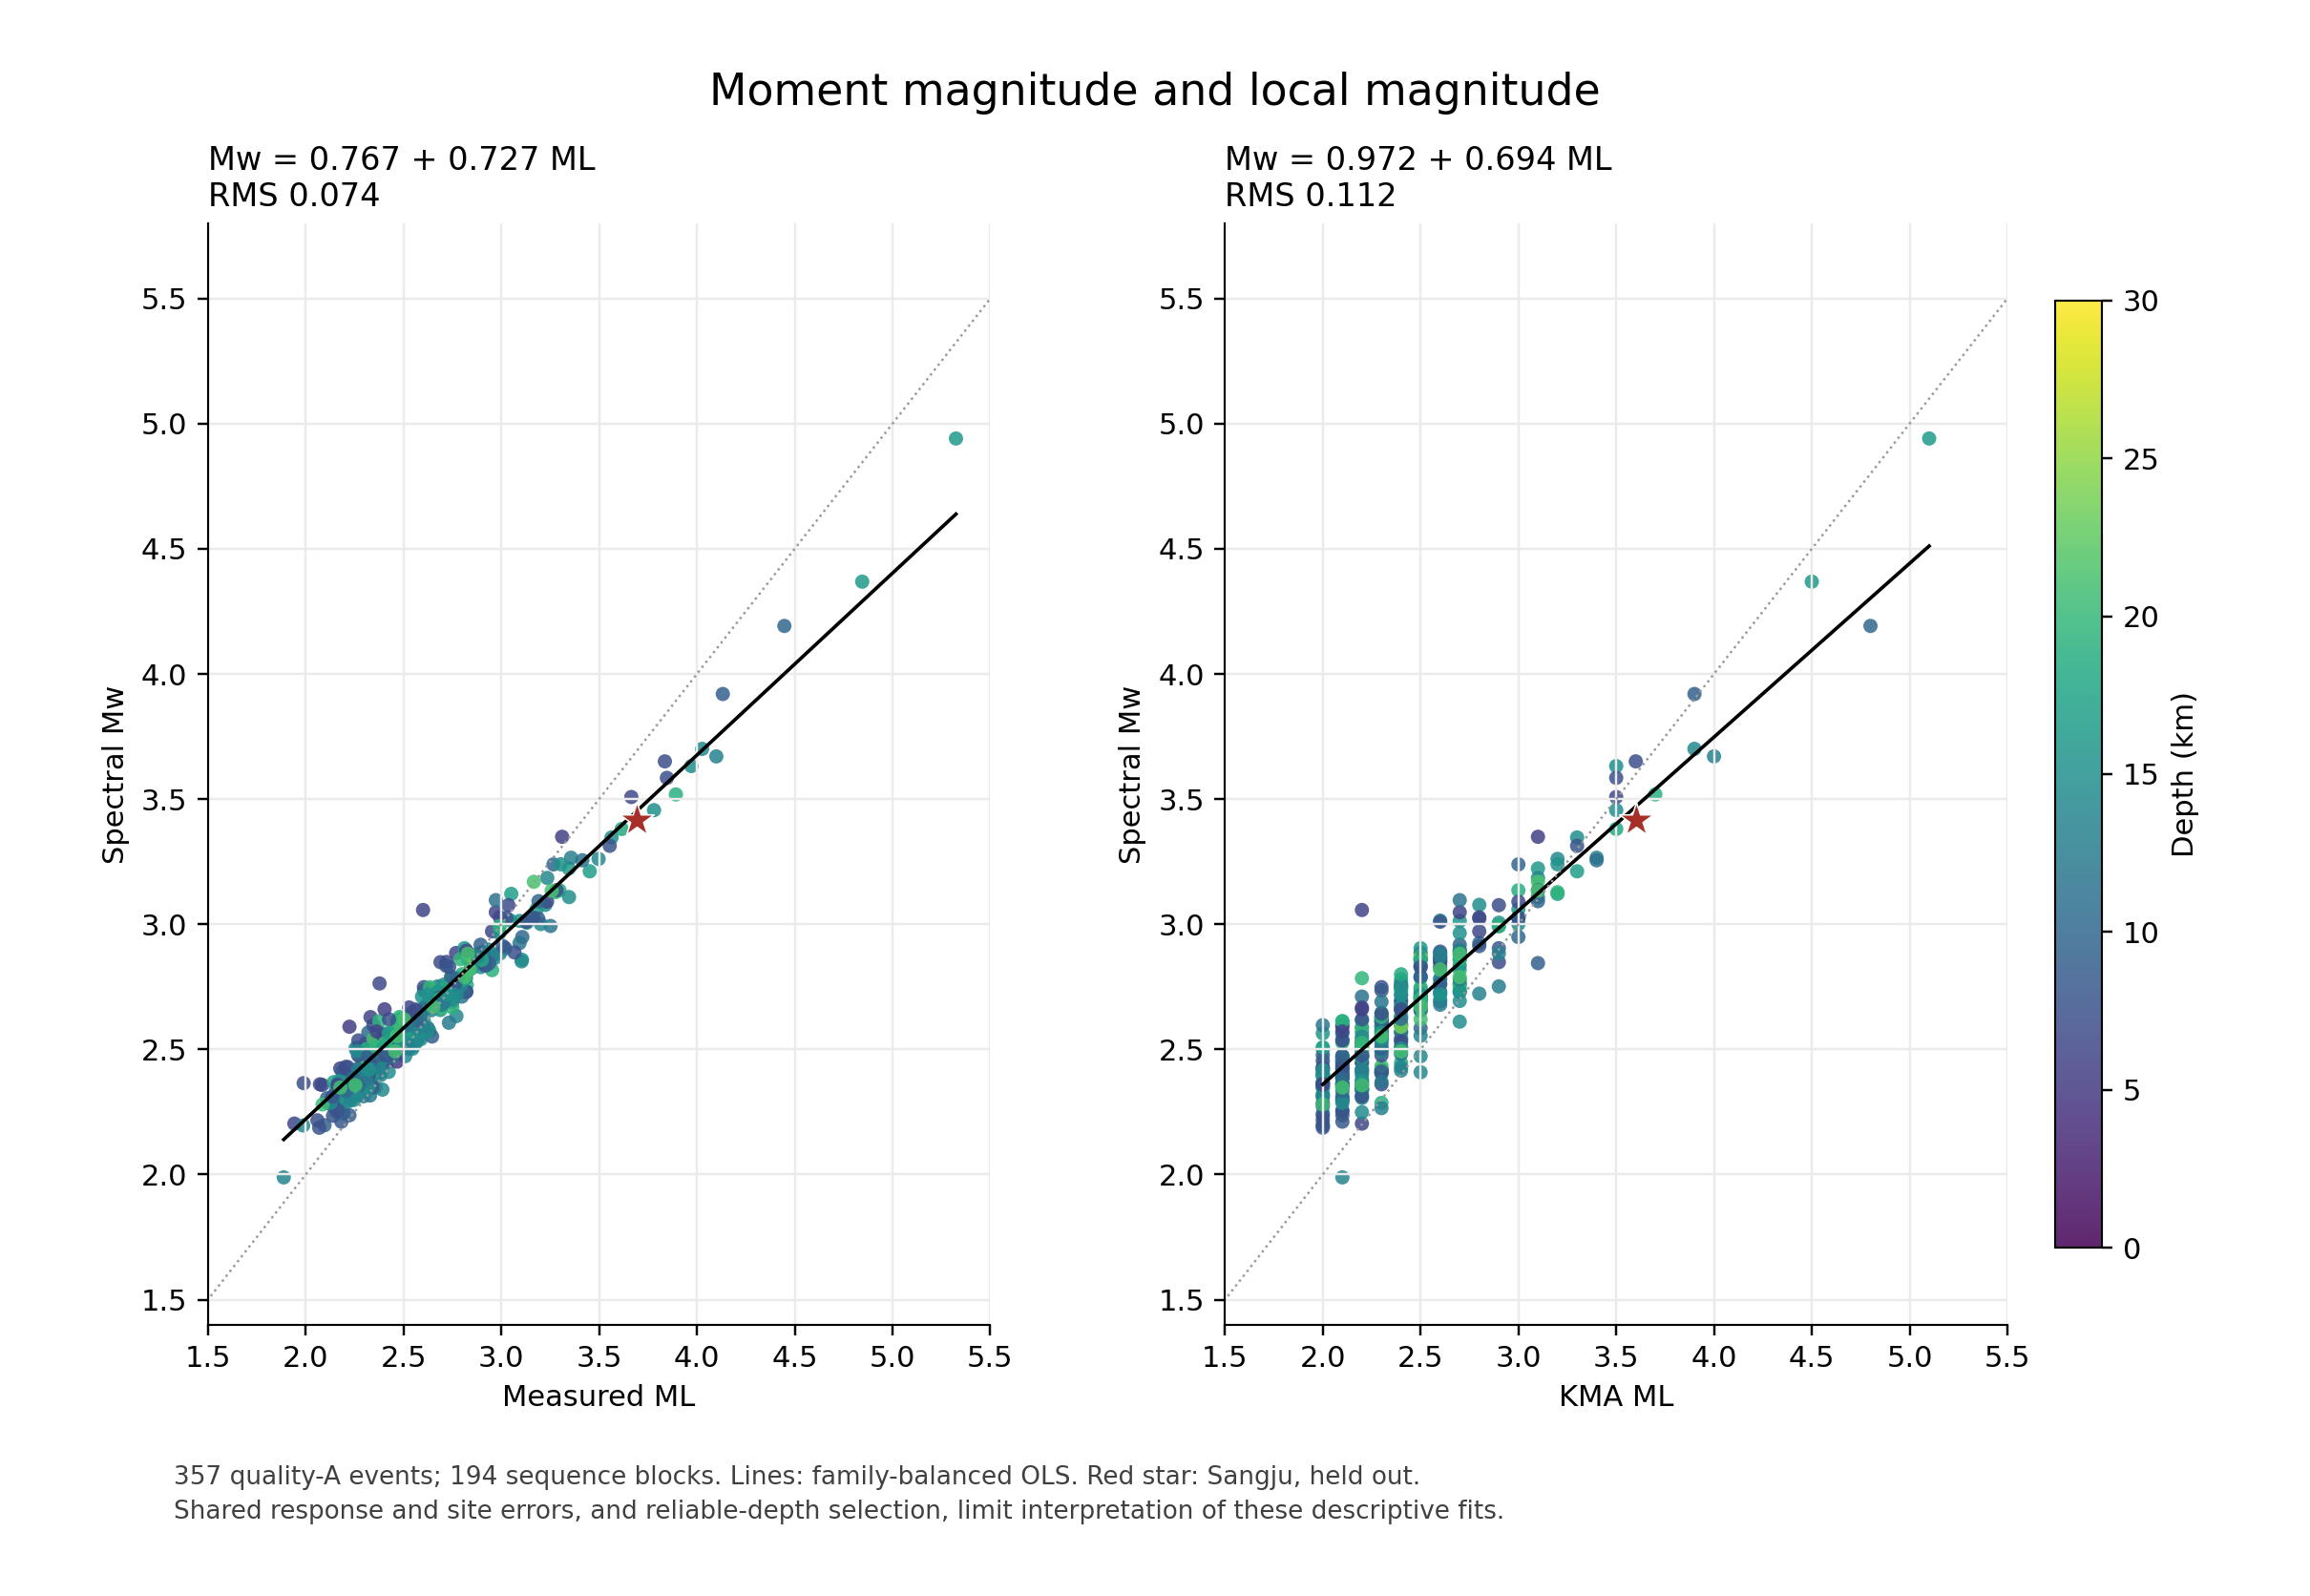 Moment magnitude and local magnitude
Mw = 0.767 + 0.727 ML
RMS 0.074
Mw = 0.972 + 0.694 ML
RMS 0.112
5.5
5.0
4.5
4.0
3.5
3.0
2.5
2.0
1.5
Spectral Mw
1.5 2.0 2.5 3.0 3.5 4.0 4.5 5.0 5.5
Measured ML
5.5
5.0
4.5
4.0
3.5
3.0
2.5
2.0
1.5
Spectral Mw
1.5 2.0 2.5 3.0 3.5 4.0 4.5 5.0 5.5
KMA ML
30
25
20
15
10
5
0
Depth (km)
357 quality-A events; 194 sequence blocks. Lines: family-balanced OLS. Red star: Sangju, held out.
Shared response and site errors, and reliable-depth selection, limit interpretation of these descriptive fits.